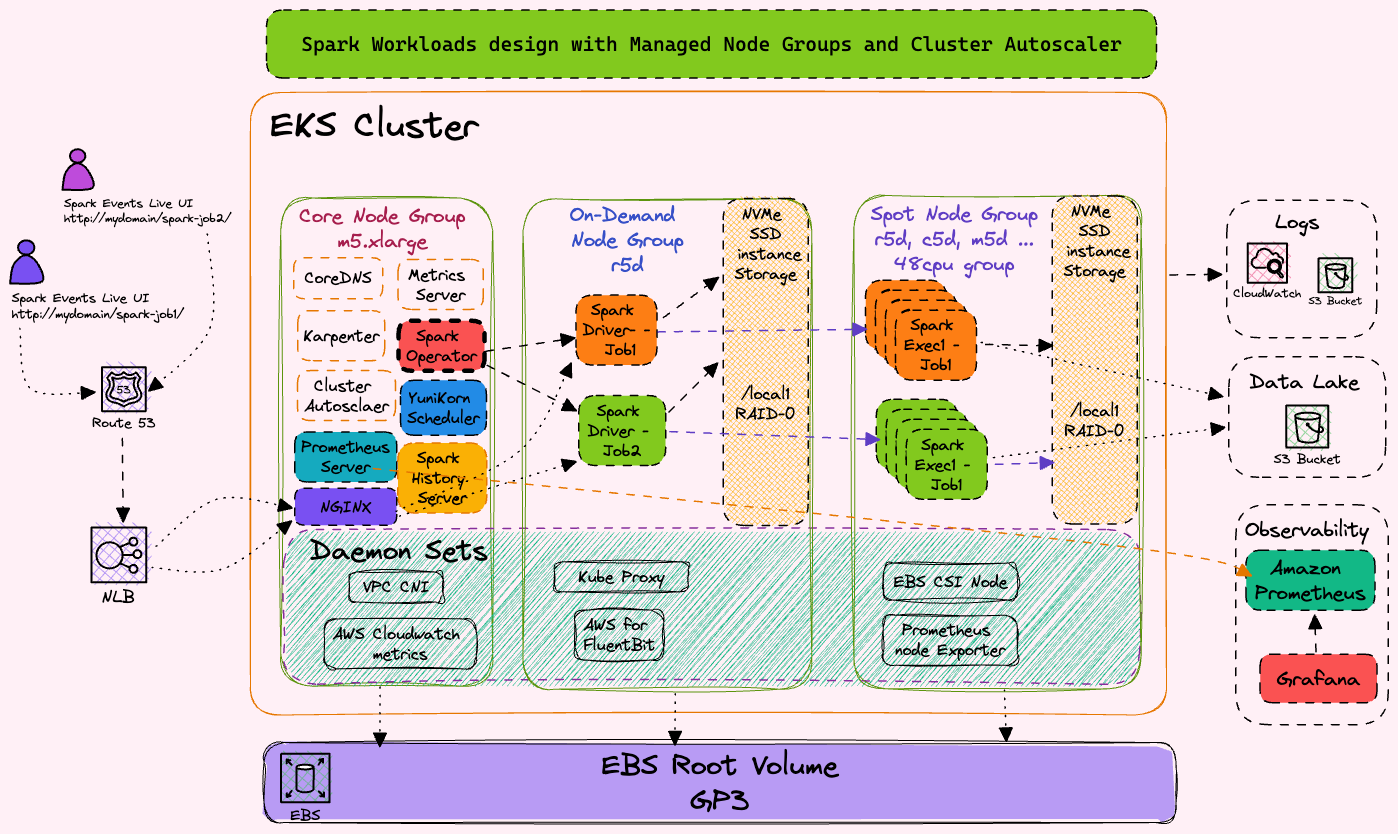 Spark Workloads design with Managed Node Groups and Cluster Autoscaler
EKS Cluster
Spark Events Live UI
http://mydomain/spark-job2/
Spark Events Live UI
http://mydomain/spark-job1/
53
Route 53
NLB
Core Node Group
m5.xlarge
CoreDNS
Metrics
Server
Karpenter
Spark
Operator
Cluster
Autosclaer
YuniKorn
Scheduler
Prometheus
Server
Spark
History
Server
NGINX
On-Demand
Node Group
r5d
Spark
Driver -
Job1
Spark
Driver -
Job2
NVMe
SSD
instance
Storage
/local1
RAID-0
Spot Node Group
r5d, c5d, m5d ...
48cpu group
Spark
Exec1 -
Job1
Spark
Exec1 -
Job1
NVMe
SSD
instance
Storage
/local1
RAID-0
Daemon Sets
VPC CNI
AWS Cloudwatch
metrics
Kube Proxy
AWS for
FluentBit
EBS CSI Node
Prometheus
node Exporter
Logs
CloudWatch
S3 Bucket
Data Lake
S3 Bucket
Observability
Amazon
Prometheus
Grafana
EBS Root Volume
GP3
EBS